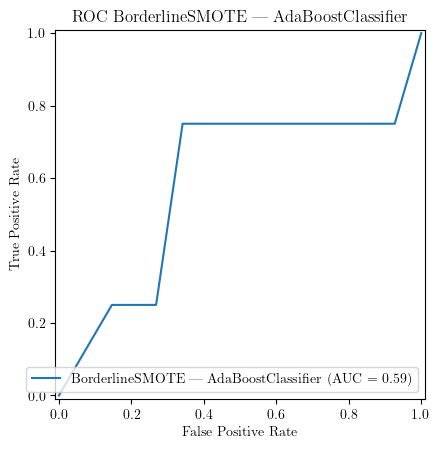 ROC BorderlineSMOTE — AdaBoostClassifier
1.0
0.8
0.6
0.4
0.2
0.0
True Positive Rate
BorderlineSMOTE — AdaBoostClassifier (AUC = 0.59)
0.0 0.2 0.4 0.6 0.8 1.0
False Positive Rate